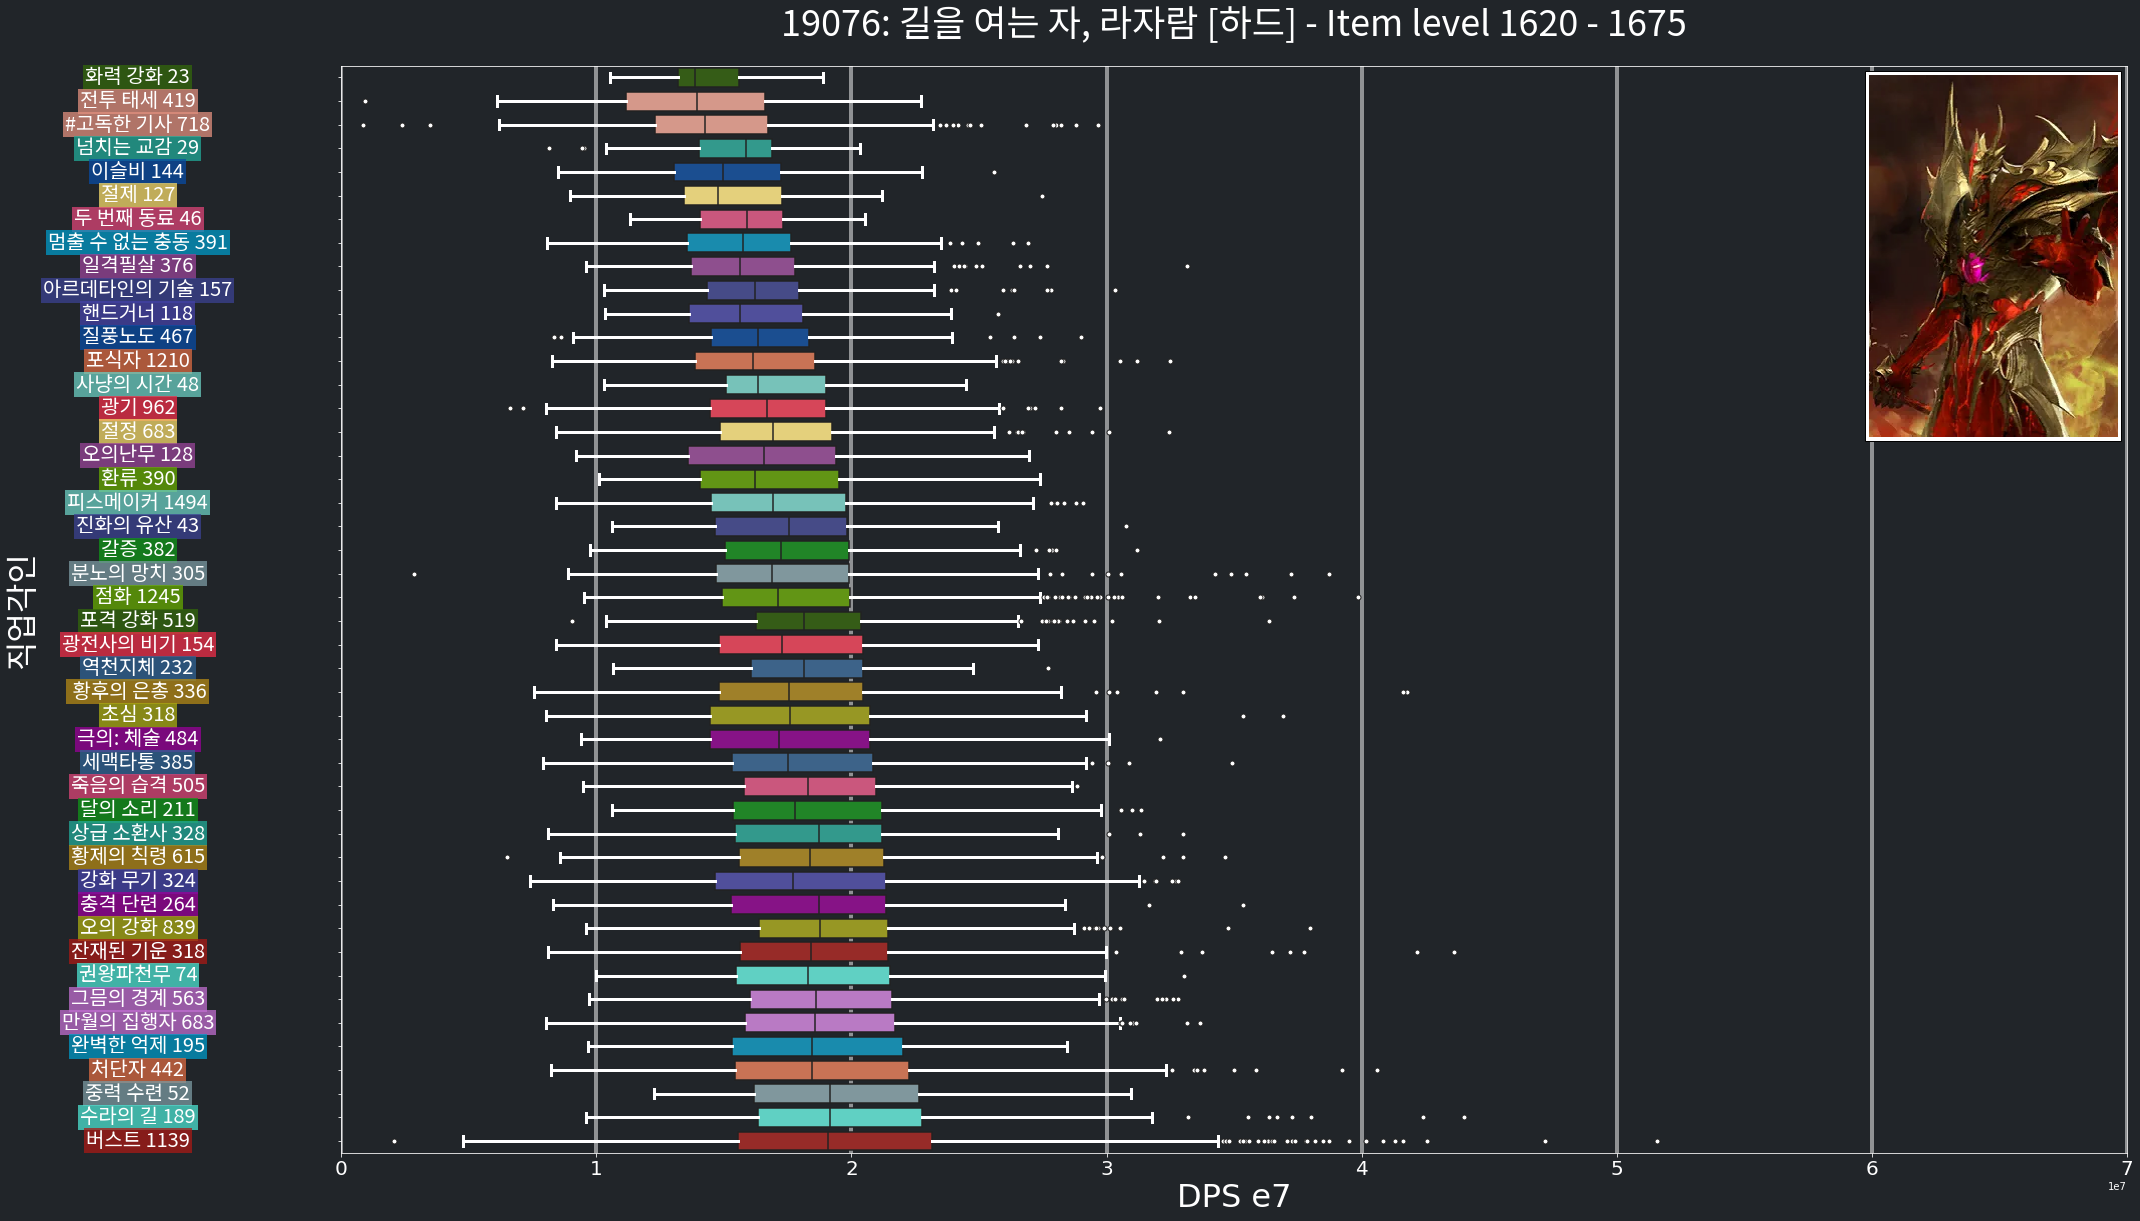 19076: 길을 여는 자, 라자람 [하드] - Item level 1620 - 1675
화력 강화 23
전투 태세 419
#고독한 기사 718
넘치는 교감 29
이슬비 144
절제 127
두 번째 동료 46
멈출 수 없는 충동 391
일격필살 376
아르데타인의 기술 157
핸드거너 118
질풍노도 467
포식자 1210
사냥의 시간 48
광기 962
절정 683
오의난무 128
환류 390
피스메이커 1494
진화의 유산 43
갈증 382
분노의 망치 305
점화 1245
포격 강화 519
광전사의 비기 154
역천지체 232
황후의 은총 336
초심 318
극의: 체술 484
세맥타통 385
죽음의 습격 505
달의 소리 211
상급 소환사 328
황제의 칙령 615
강화 무기 324
충격 단련 264
오의 강화 839
잔재된 기운 318
권왕파천무 74
그믐의 경계 563
만월의 집행자 683
완벽한 억제 195
처단자 442
중력 수련 52
수라의 길 189
버스트 1139
직업각인
0 1 2 3 4 5 6 7
DPS e7
1e7